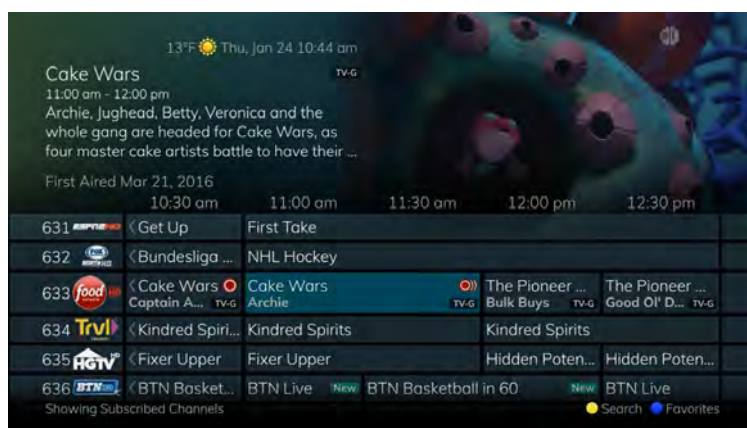 13°F Thu, Jan 24 10:44 am
Cake Wars TV-G
11:00 am - 12:00 pm
Archie, Jughead, Betty, Veronica and the
whole gang are headed for Cake Wars, as
four master cake artists battle to have their ...
First Aired Mar 21, 2016
10:30 am 11:00 am 11:30 am 12:00 pm 12:30 pm
631 Get Up First Take
632 FOX Bundesliga ... NHL Hockey
633 food Cake Wars Cake Wars The Pioneer ... The Pioneer ...
Captain A... TV-G Archie TV-G Bulk Buys TV-G Good Ol' D... TV-G
634 Trvl Kindred Spiri... Kindred Spirits Kindred Spirits
635 HGTV HD Fixer Upper Fixer Upper Hidden Poten... Hidden Poten...
636 BTN BTN Basket... BTN Live New BTN Basketball in 60 New BTN Live
Showing Subscribed Channels Search Favorites